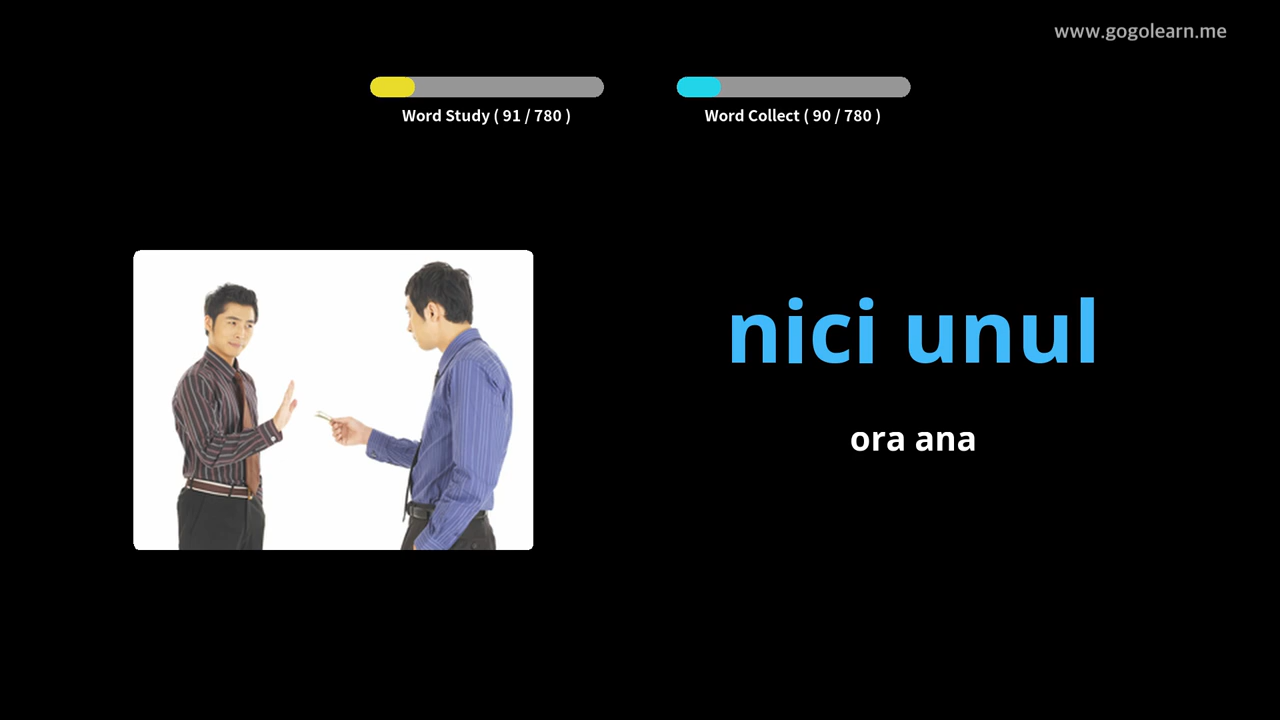 www.gogolearn.me
Word Study ( 91 / 780 )
Word Collect ( 90 / 780 )
nici unul
ora ana